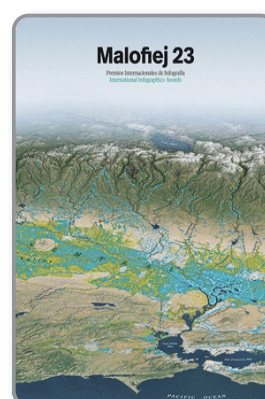 Malofiej 23
Premios Internacionales de Infografía
International Infographics Awards
PACIFIC OCEAN